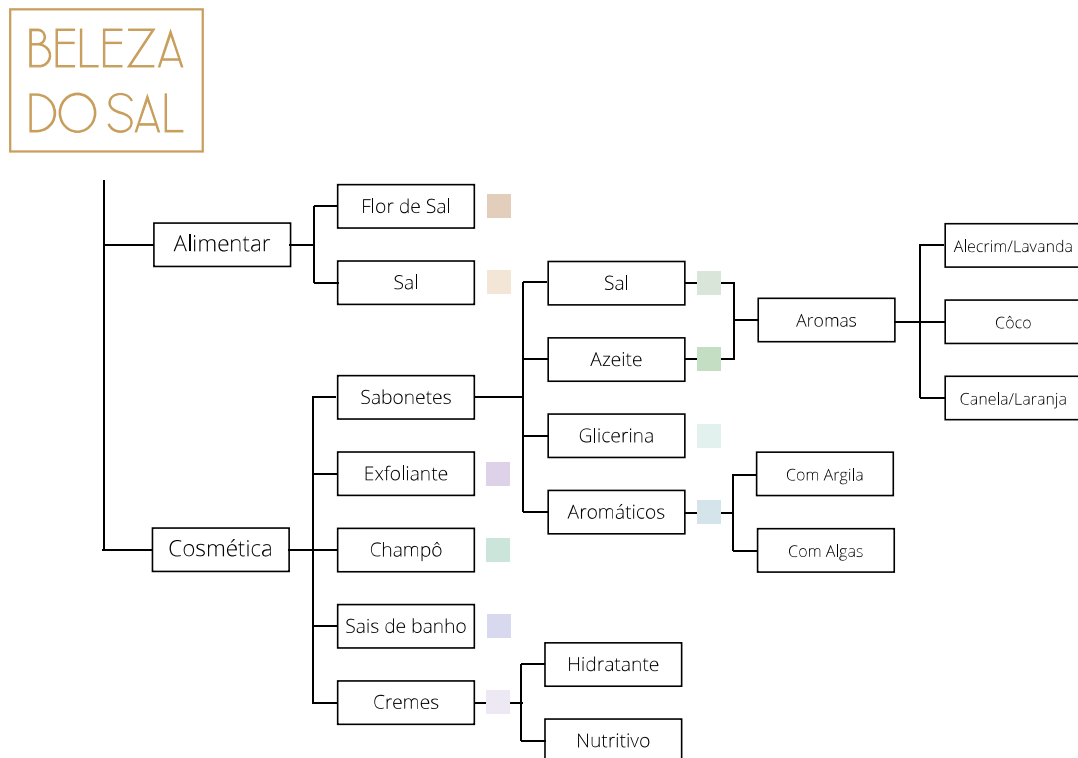 BELEZA
DO SAL
Alimentar
Flor de Sal
Sal
Cosmética
Sabonetes
Sal
Azeite
Aromas
Alecrim/Lavanda
Côco
Canela/Laranja
Glicerina
Aromáticos
Com Argila
Com Algas
Exfoliante
Champô
Sais de banho
Cremes
Hidratante
Nutritivo